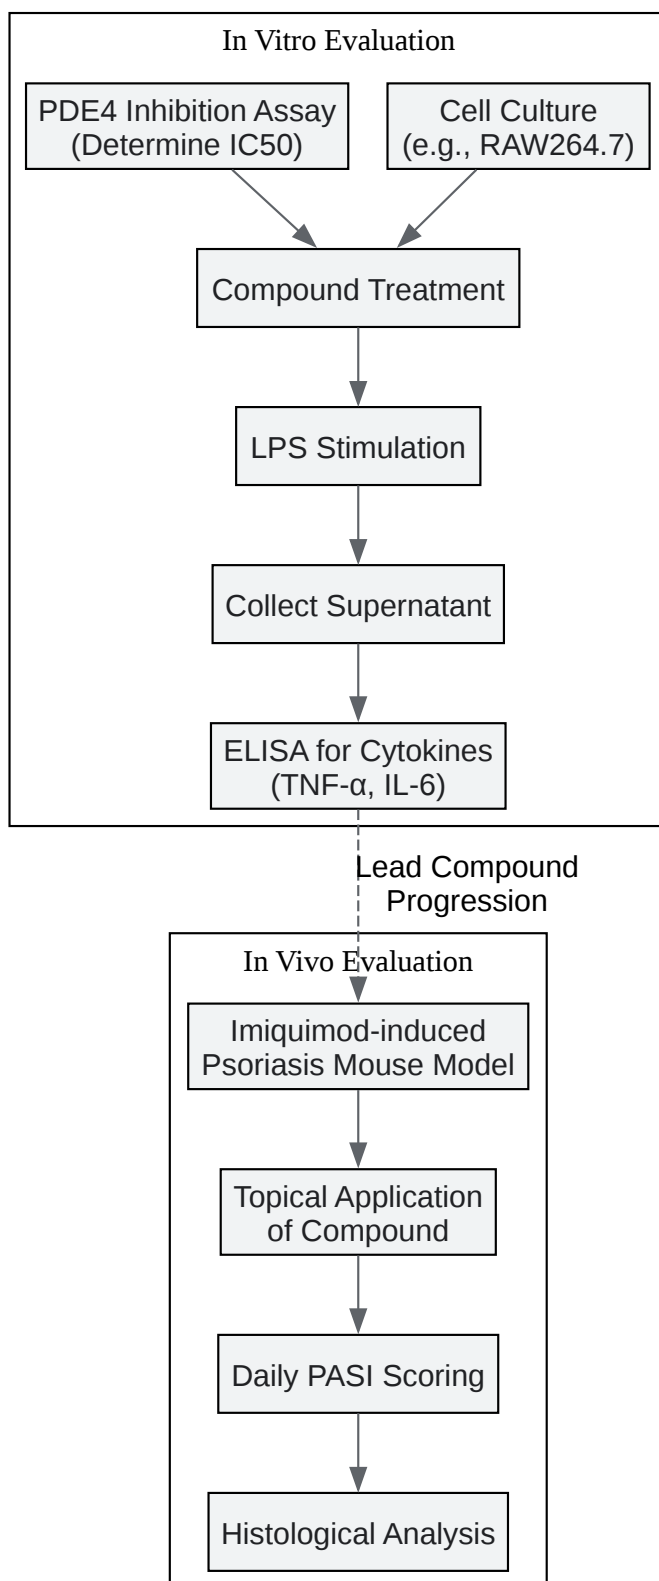 In Vitro Evaluation
PDE4 Inhibition Assay
(Determine IC50)
Cell Culture
(e.g., RAW264.7)
Compound Treatment
LPS Stimulation
Collect Supernatant
ELISA for Cytokines
(TNF-α, IL-6)
Lead Compound
Progression
In Vivo Evaluation
Imiquimod-induced
Psoriasis Mouse Model
Topical Application
of Compound
Daily PASI Scoring
Histological Analysis